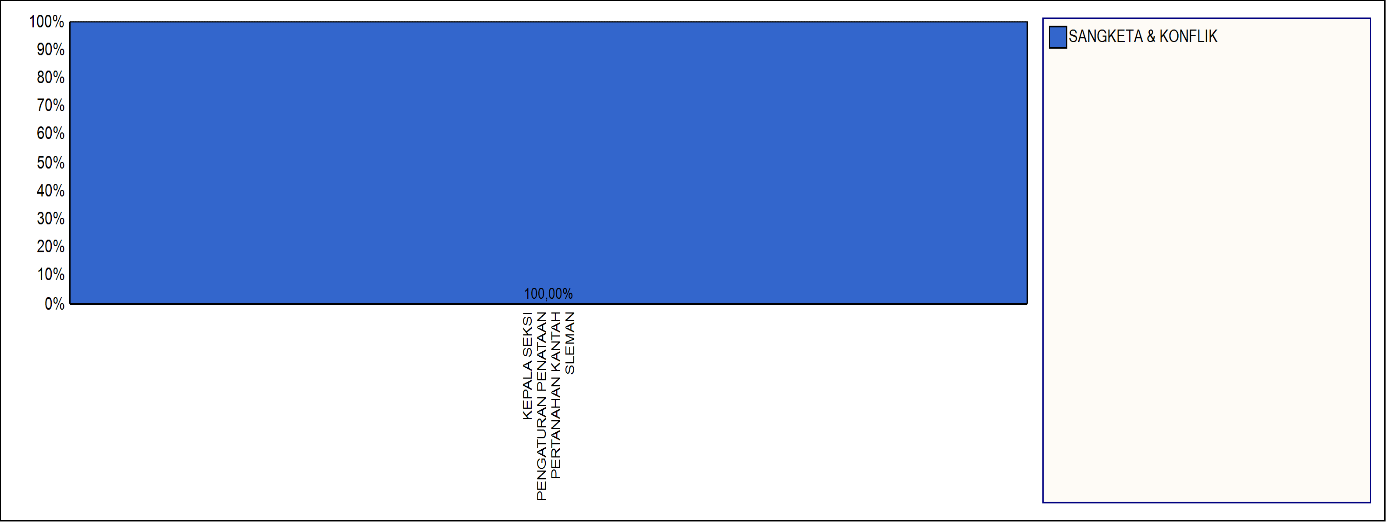 100%
90%
80%
70%
60%
50%
40%
30%
20%
10%
0%
100,00%
KEPALA SEKSI
PENGATURAN PENATAAN
PERTANAHAN KANTAH
SLEMAN
SANGKETA & KONFLIK